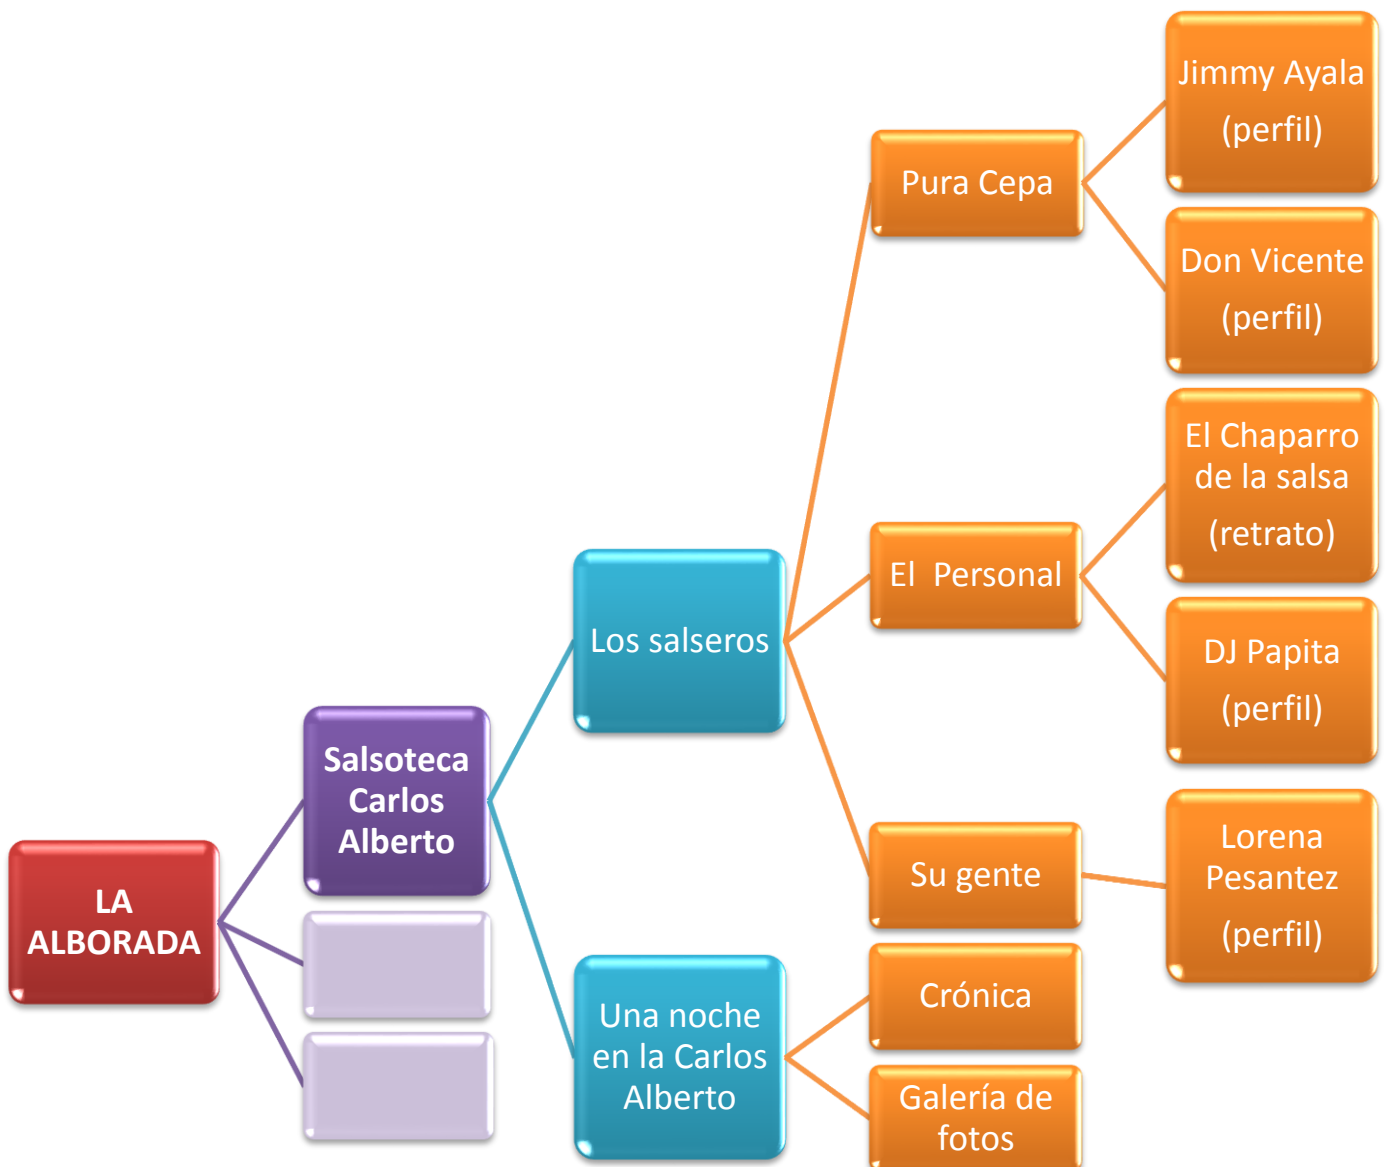 LA
ALBORADA
Salsoteca
Carlos
Alberto
Los salseros
Pura Cepa
Jimmy Ayala
(perfil)
Don Vicente
(perfil)
El  Personal
El Chaparro
de la salsa
(retrato)
DJ Papita
(perfil)
Su gente
Lorena
Pesantez
(perfil)
Una noche
en la Carlos
Alberto
Crónica
Galería de
fotos